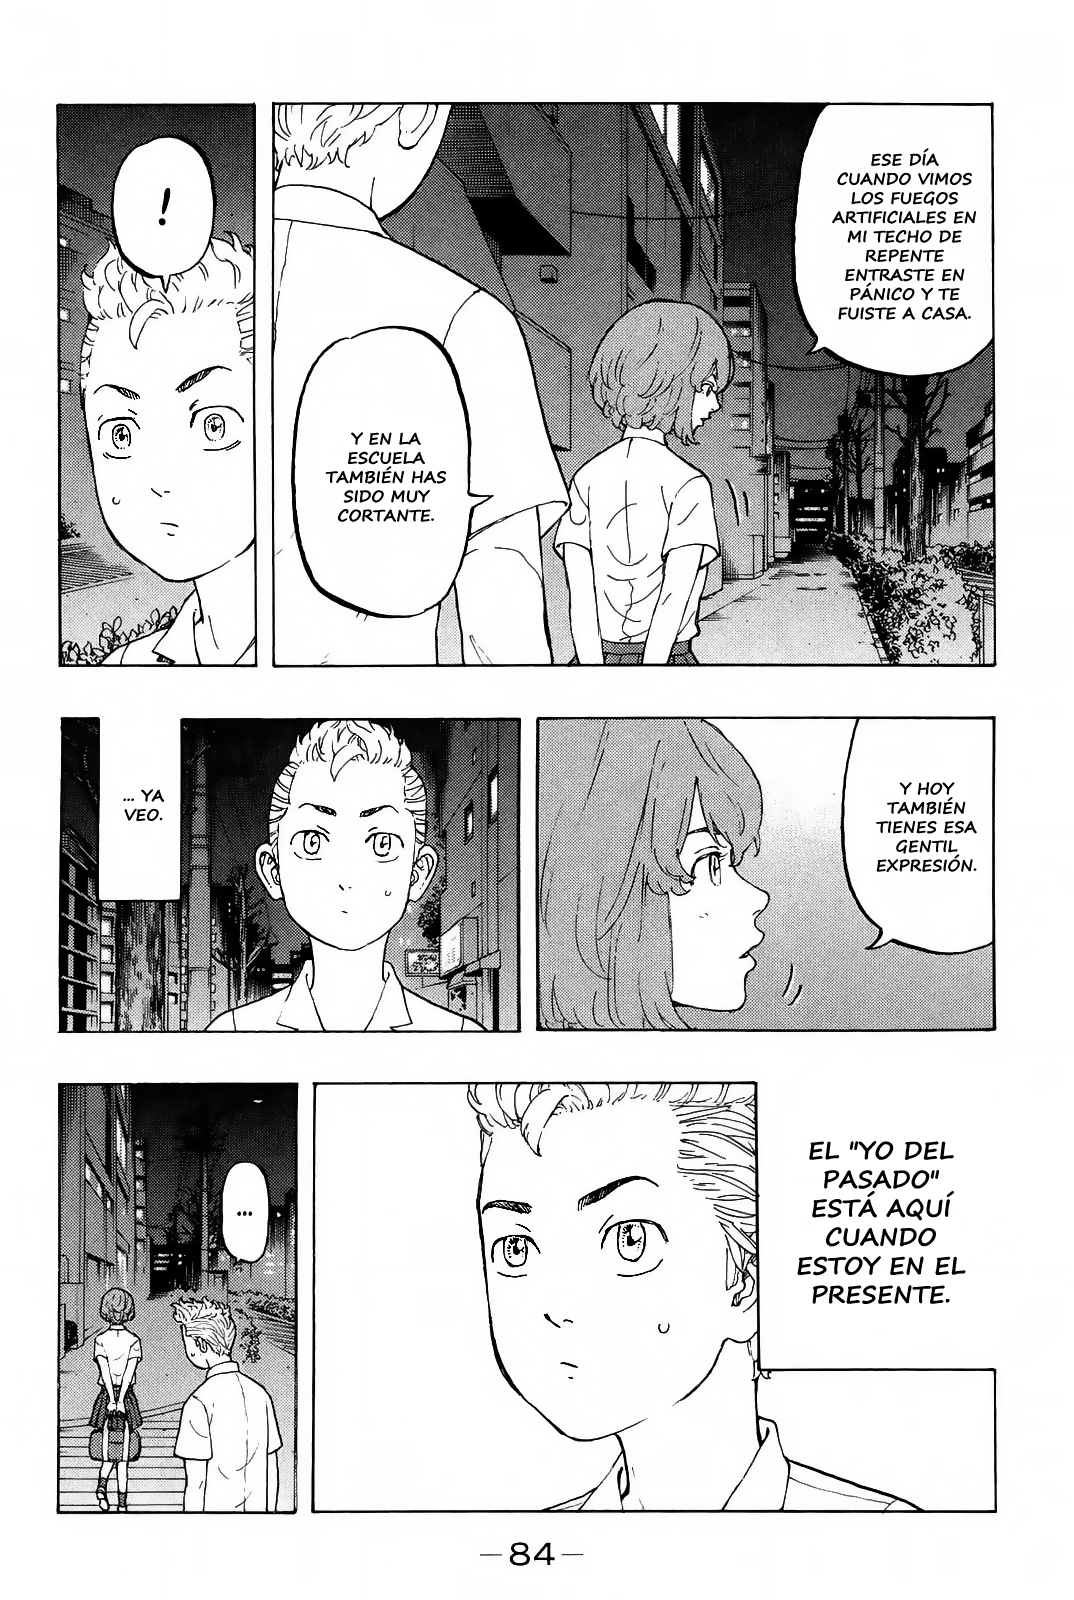 ESE DÍA
CUANDO VIMOS
LOS FUEGOS
ARTIFICIALES EN
MI TECHO DE
REPENTE
ENTRASTE EN
PÁNICO Y TE
FUISTE A CASA.
Y EN LA
ESCUELA
TAMBIÉN HAS
SIDO MUY
CORTANTE.
!
Y HOY
TAMBIÉN
TIENES ESA
GENTIL
EXPRESIÓN.
... YA
VEO.
EL "YO DEL
PASADO"
ESTÁ AQUÍ
CUANDO
ESTOY EN EL
PRESENTE.
...
—84—